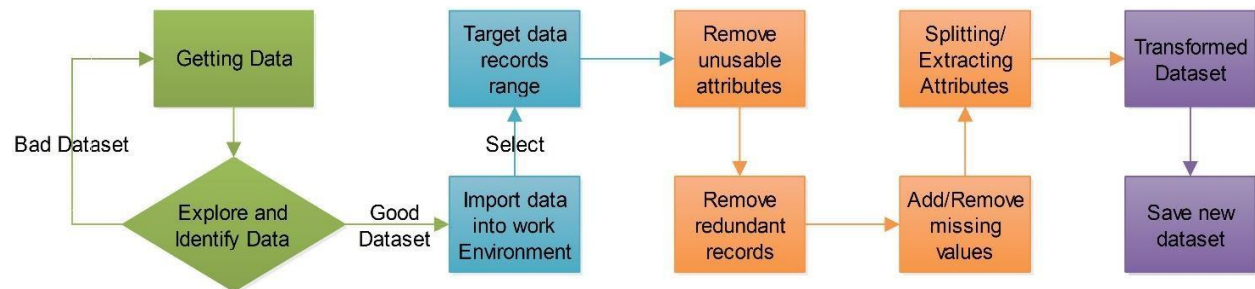 Getting Data
Bad Dataset
Explore and
Identify Data
Good
Dataset
Import data
into work
Environment
Select
Target data
records
range
Remove
unusable
attributes
Remove
redundant
records
Add/Remove
missing
values
Splitting/
Extracting
Attributes
Transformed
Dataset
Save new
dataset